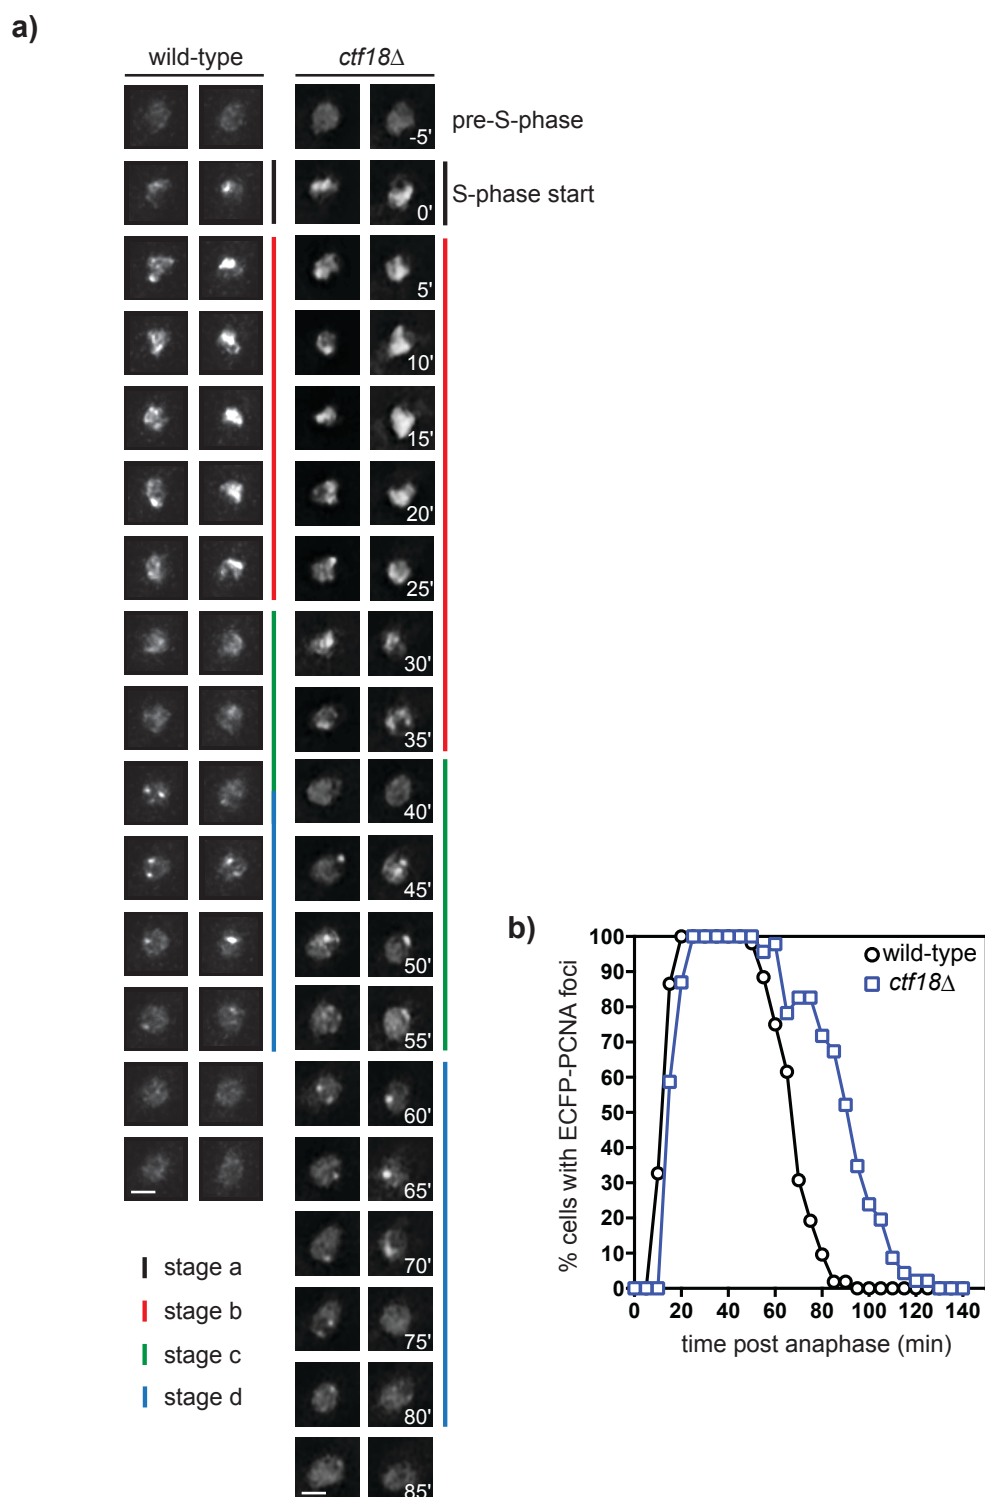 a)
wild-type
ctf18Δ
-5'
pre-S-phase
0'
S-phase start
5'
10'
15'
20'
25'
30'
35'
40'
45'
50'
55'
60'
65'
70'
75'
80'
85'
stage a
stage b
stage c
stage d
b)
% cells with ECFP-PCNA foci
100
90
80
70
60
50
40
30
20
10
0
wild-type
ctf18Δ
0 20 40 60 80 100 120 140
time post anaphase (min)